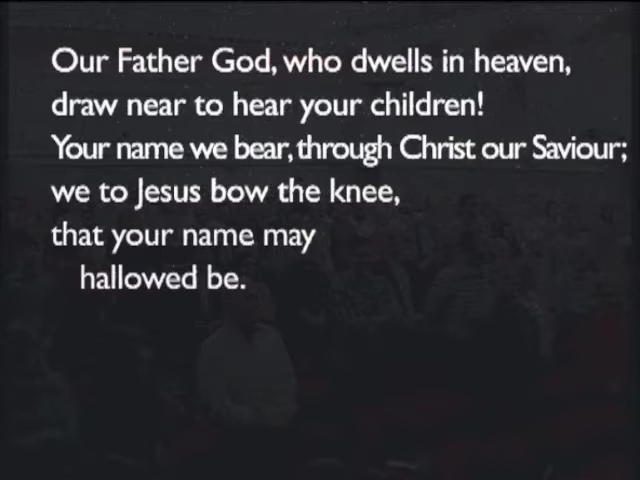 Our Father God, who dwells in heaven,
draw near to hear your children!
Your name we bear, through Christ our Saviour;
we to Jesus bow the knee,
that your name may
hallowed be.